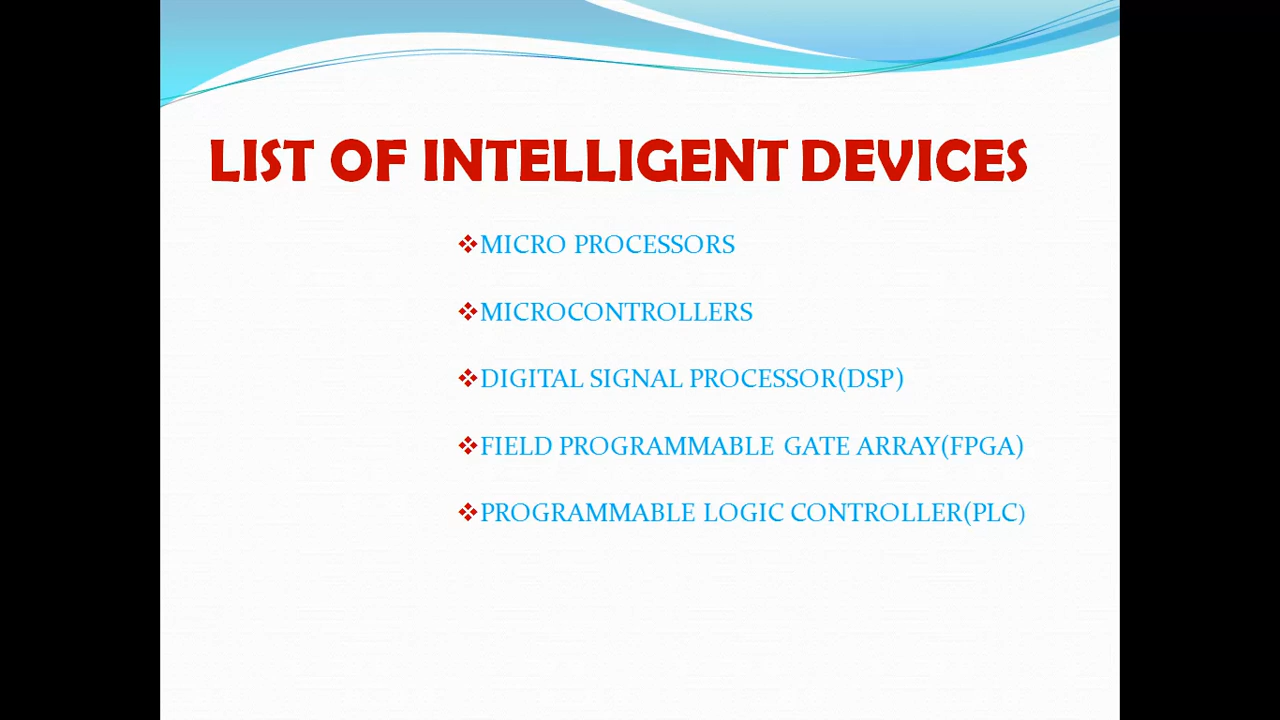 LIST OF INTELLIGENT DEVICES
❖MICRO PROCESSORS
❖MICROCONTROLLERS
❖DIGITAL SIGNAL PROCESSOR(DSP)
❖FIELD PROGRAMMABLE GATE ARRAY(FPGA)
❖PROGRAMMABLE LOGIC CONTROLLER(PLC)